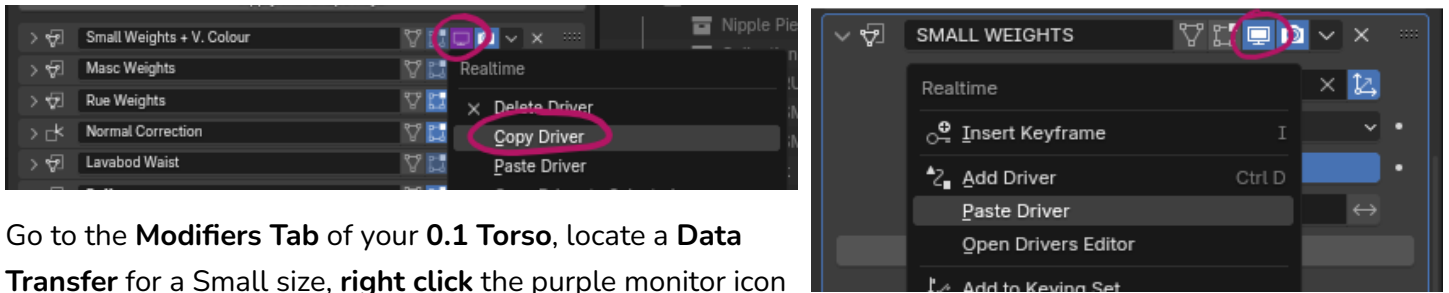 Small Weights + V. Colour
Nipple Pie
Masc Weights
Realtime
Rue Weights
Delete Driver
Normal Correction
Copy Driver
Lavabod Waist
Paste Driver
Go to the Modifiers Tab of your 0.1 Torso, locate a Data
Transfer for a Small size, right click the purple monitor icon
SMALL WEIGHTS
Realtime
Insert Keyframe I
Add Driver Ctrl D
Paste Driver
Open Drivers Editor
Add to Keying Set